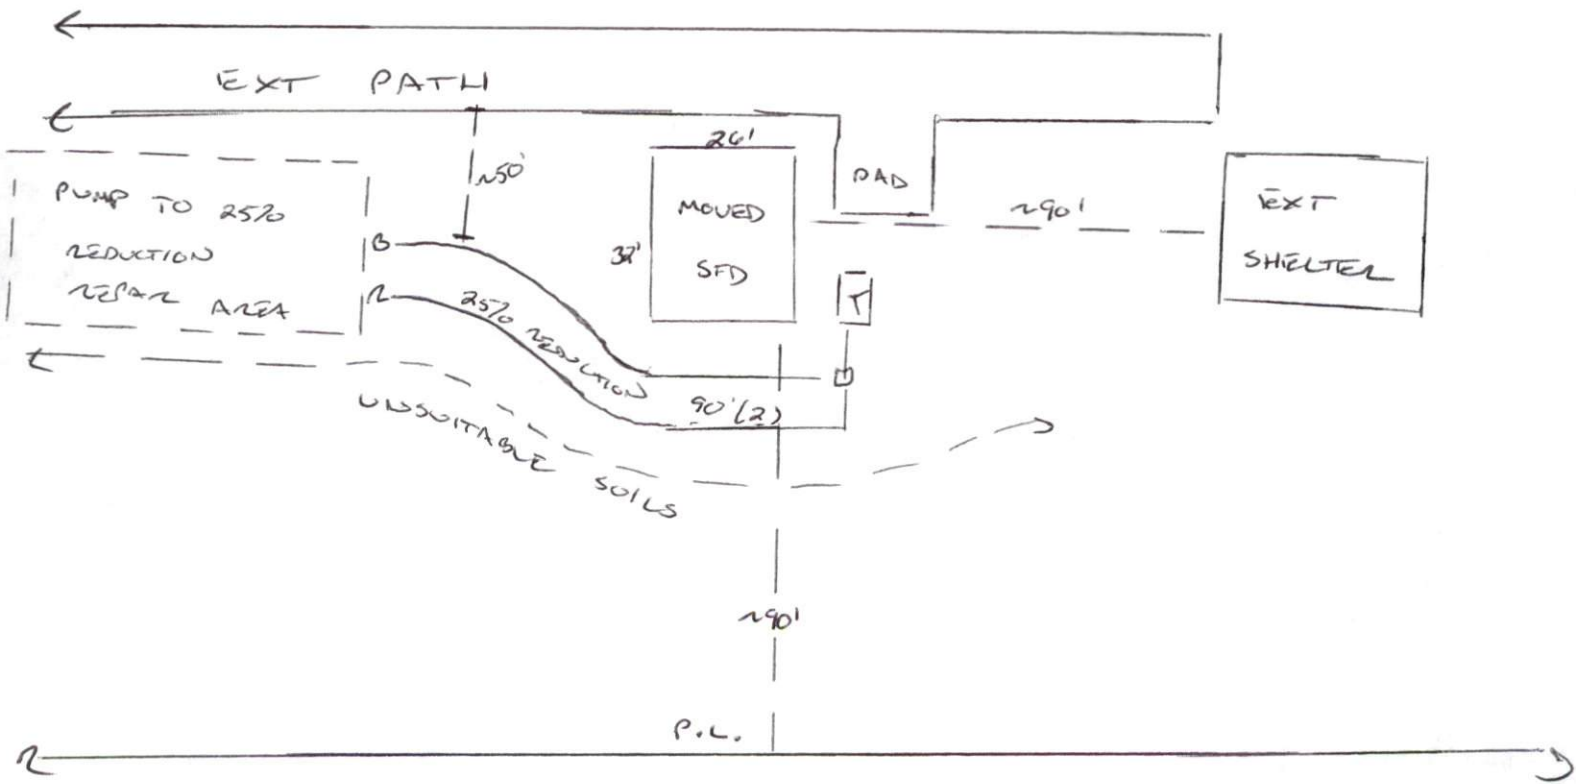 EXT PATH
26'
~50'
PUMP TO 25%
REDUCTION
REPAIR AREA
MOVED
SFD
32'
PAD
~90'
EXT
SHELTER
B
R
25% REDUCTION
T
90' (2)
UNSUITABLE SOILS
~90'
P.L.